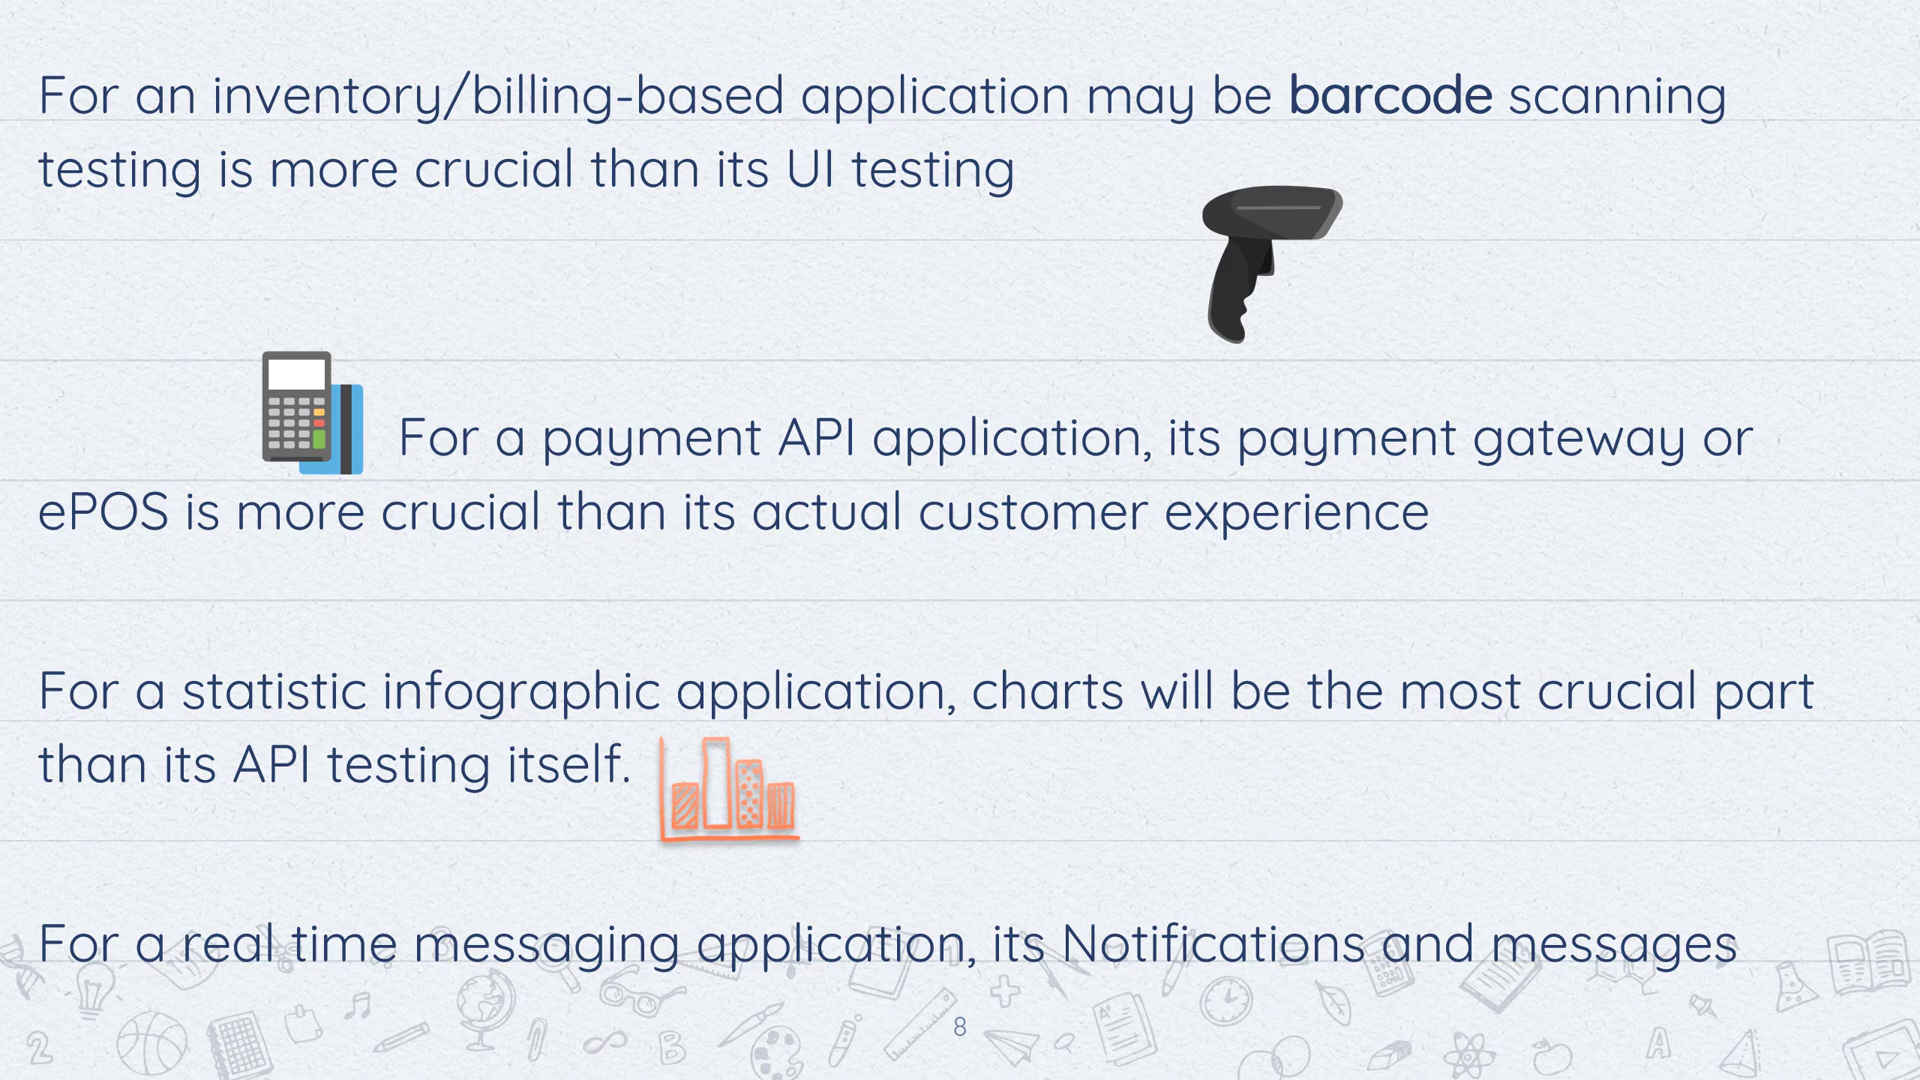 For an inventory/billing-based application may be barcode scanning
testing is more crucial than its UI testing
For a payment API application, its payment gateway or
ePOS is more crucial than its actual customer experience
For a statistic infographic application, charts will be the most crucial part
than its API testing itself.
For a real time messaging application, its Notifications and messages
8